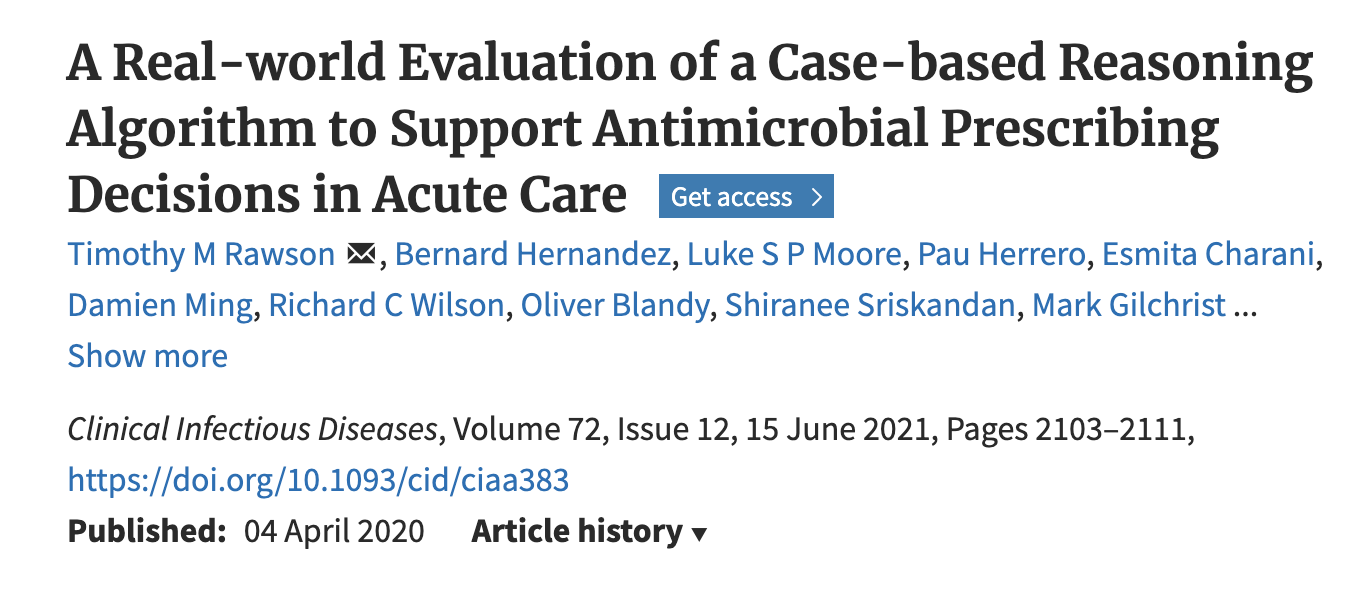 A Real-world Evaluation of a Case-based Reasoning
Algorithm to Support Antimicrobial Prescribing
Decisions in Acute Care Get access >
Timothy M Rawson ✉, Bernard Hernandez, Luke S P Moore, Pau Herrero, Esmita Charani,
Damien Ming, Richard C Wilson, Oliver Blandy, Shiranee Sriskandan, Mark Gilchrist ...
Show more
Clinical Infectious Diseases, Volume 72, Issue 12, 15 June 2021, Pages 2103–2111,
https://doi.org/10.1093/cid/ciaa383
Published: 04 April 2020 Article history ▼